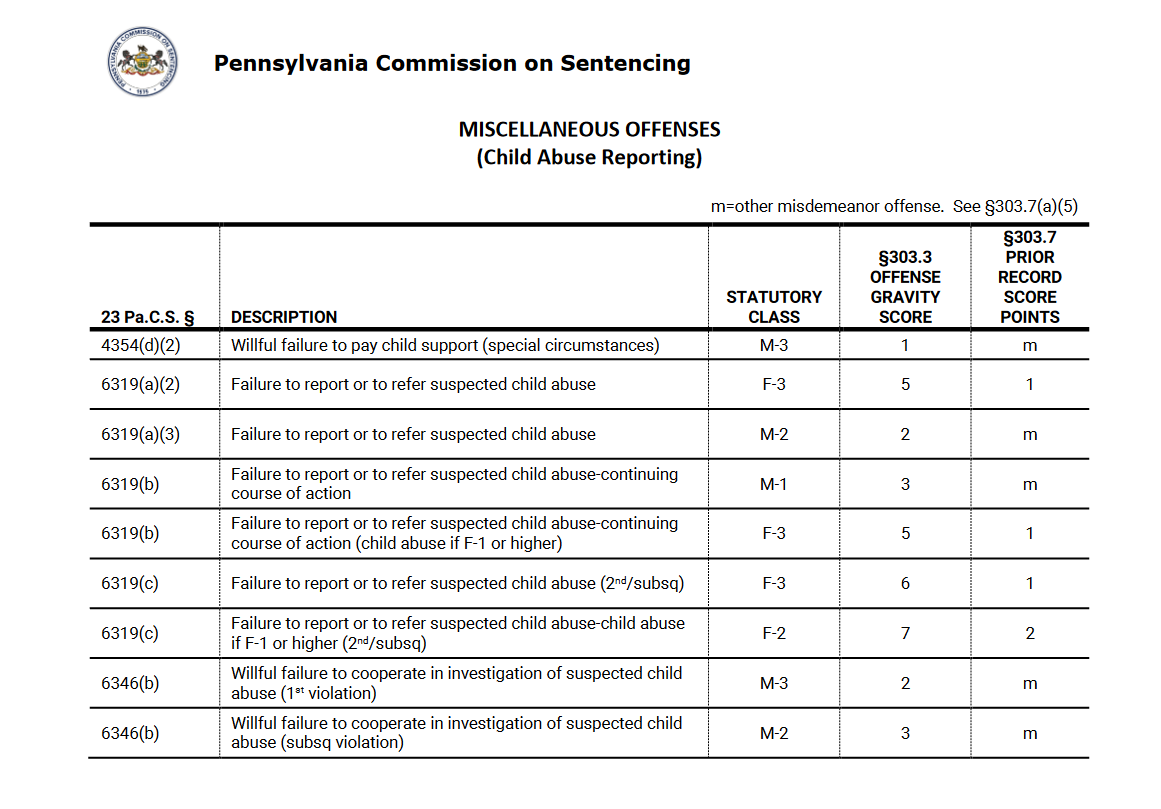 PENNSYLVANIA COMMISSION ON SENTENCING
Pennsylvania Commission on Sentencing
MISCELLANEOUS OFFENSES
(Child Abuse Reporting)
m=other misdemeanor offense.  See §303.7(a)(5)
23 Pa.C.S. § DESCRIPTION STATUTORY CLASS §303.3 OFFENSE GRAVITY SCORE §303.7 PRIOR RECORD SCORE POINTS
4354(d)(2) Willful failure to pay child support (special circumstances) M-3 1 m
6319(a)(2) Failure to report or to refer suspected child abuse F-3 5 1
6319(a)(3) Failure to report or to refer suspected child abuse M-2 2 m
6319(b) Failure to report or to refer suspected child abuse-continuing
course of action M-1 3 m
6319(b) Failure to report or to refer suspected child abuse-continuing
course of action (child abuse if F-1 or higher) F-3 5 1
6319(c) Failure to report or to refer suspected child abuse (2nd/subsq) F-3 6 1
6319(c) Failure to report or to refer suspected child abuse-child abuse
if F-1 or higher (2nd/subsq) F-2 7 2
6346(b) Willful failure to cooperate in investigation of suspected child
abuse (1st violation) M-3 2 m
6346(b) Willful failure to cooperate in investigation of suspected child
abuse (subsq violation) M-2 3 m